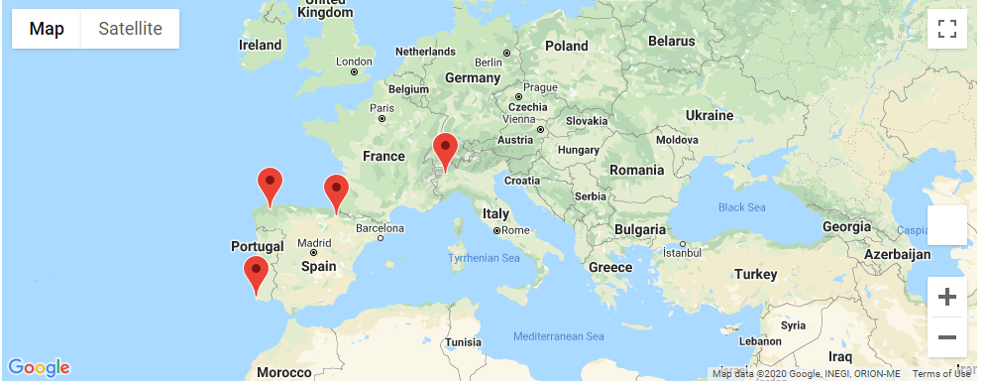 United
Kingdom
Map
Satellite
Ireland
Netherlands
Poland
Belarus
London
Berlin
Germany
Belgium
Prague
Paris
Czechia
Ukraine
Vienna
Slovakia
Austria
Moldova
France
Hungary
Romania
Croatia
Serbia
Black Sea
Italy
Barcelona
Rome
Bulgaria
Georgia
Portugal
Madrid
İstanbul
Azerbaijan
Tyrrhenian Sea
Spain
Greece
Turkey
Syria
Mediterranean Sea
Tunisia
Lebanon
Iraq
Google
Morocco
Map data ©2020 Google, INEGI, ORION-ME
Terms of Use